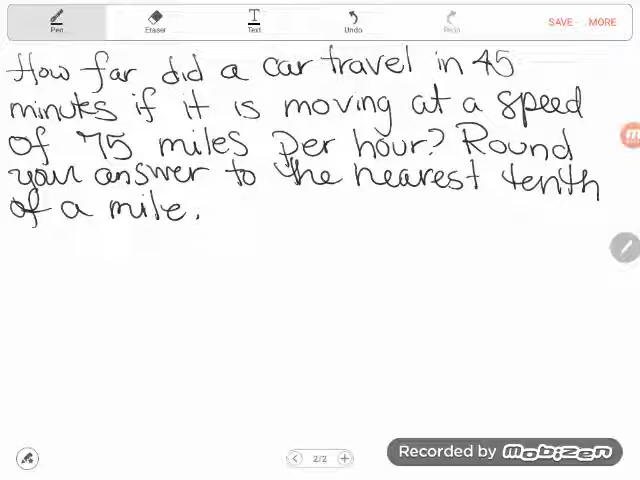 Pen
Eraser
Text
Undo
Redo
SAVE
MORE
How far did a car travel in 45
minutes if it is moving at a speed
of 75 miles per hour? Round
your answer to the nearest tenth
of a mile.
2/2
Recorded by mobizen